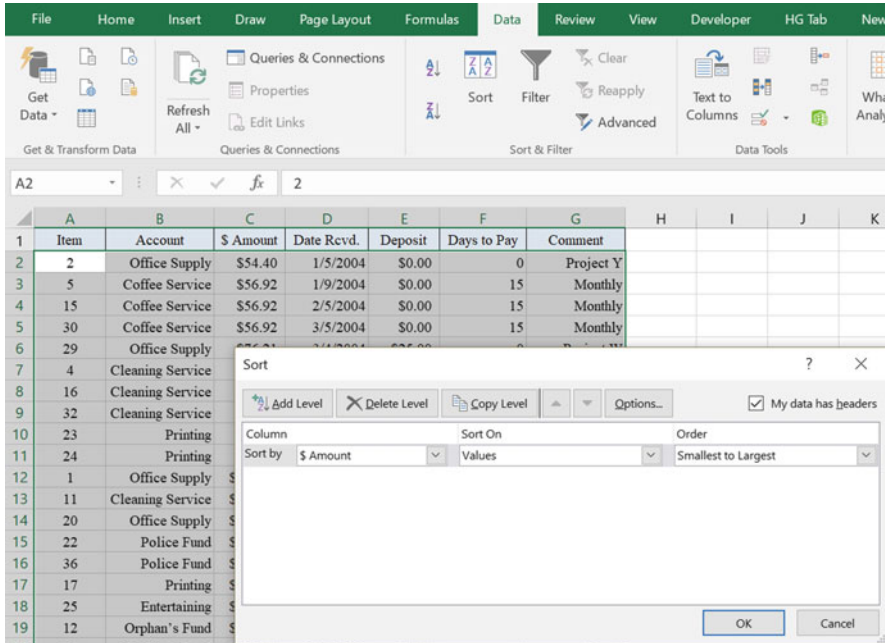 File Home Insert Draw Page Layout Formulas Data Review View Developer HG Tab New
Get Data
Refresh All
Queries & Connections
Properties
Edit Links
Sort
Filter
Clear
Reapply
Advanced
Text to Columns
Get & Transform Data Queries & Connections Sort & Filter Data Tools
A2 fx 2
A B C D E F G H I J K
1 Item Account $ Amount Date Rcvd. Deposit Days to Pay Comment
2 2 Office Supply $54.40 1/5/2004 $0.00 0 Project Y
3 5 Coffee Service $56.92 1/9/2004 $0.00 15 Monthly
4 15 Coffee Service $56.92 2/5/2004 $0.00 15 Monthly
5 30 Coffee Service $56.92 3/5/2004 $0.00 15 Monthly
6 29 Office Supply
7 4 Cleaning Service
8 16 Cleaning Service
9 32 Cleaning Service
10 23 Printing
11 24 Printing
12 1 Office Supply $
13 11 Cleaning Service $
14 20 Office Supply $
15 22 Police Fund $
16 36 Police Fund $
17 17 Printing $
18 25 Entertaining $
19 12 Orphan's Fund $
Sort ?
Add Level Delete Level Copy Level Options... My data has headers
Column Sort On Order
Sort by $ Amount Values Smallest to Largest
OK Cancel